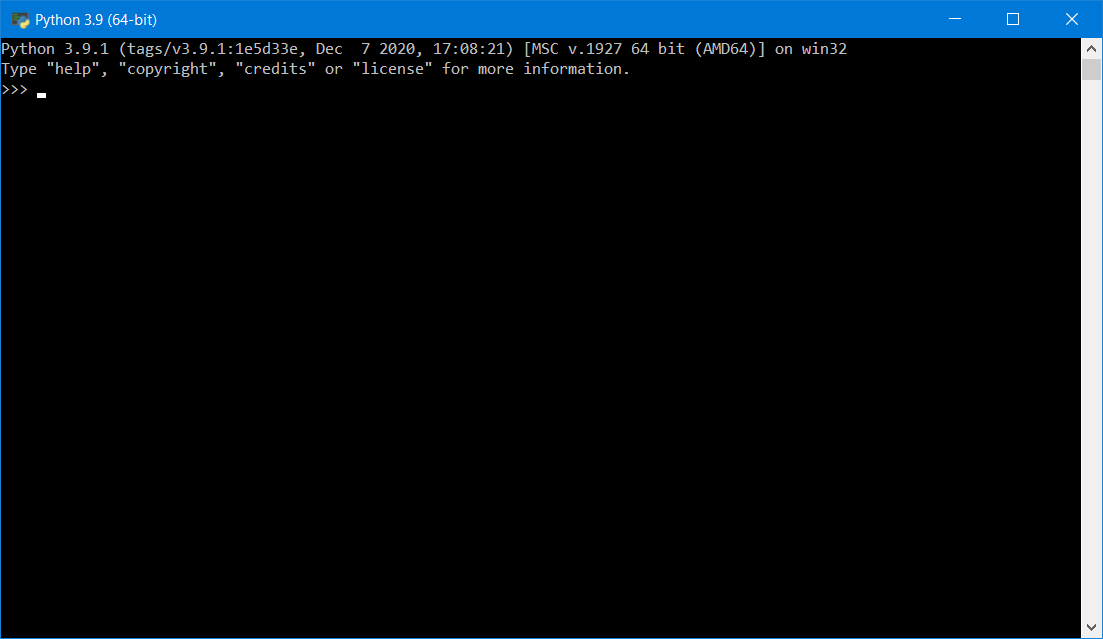 Python 3.9 (64-bit)
Python 3.9.1 (tags/v3.9.1:1e5d33e, Dec  7 2020, 17:08:21) [MSC v.1927 64 bit (AMD64)] on win32
Type "help", "copyright", "credits" or "license" for more information.
>>>